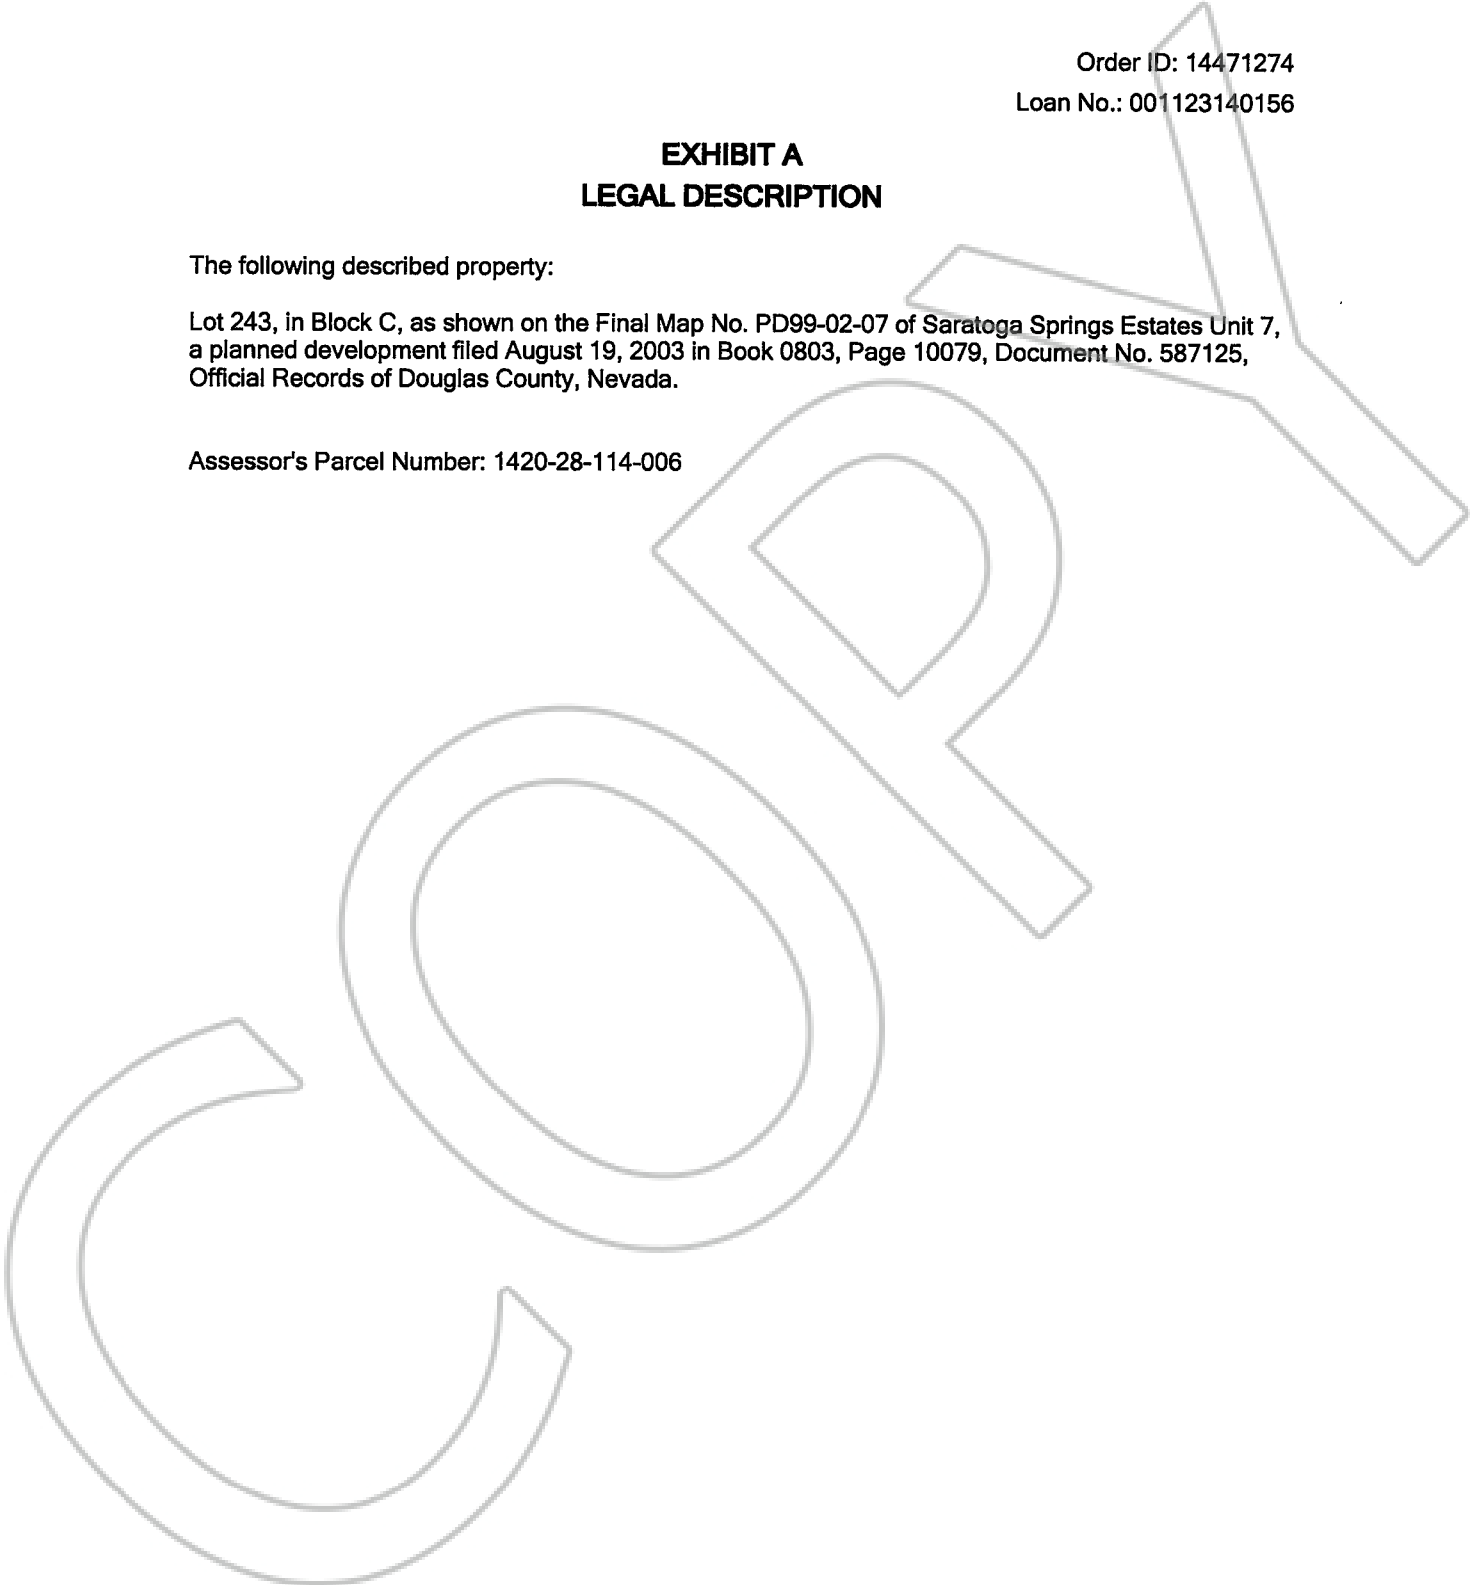 Order ID: 14471274
Loan No.: 001123140156
EXHIBIT A
LEGAL DESCRIPTION
The following described property:
Lot 243, in Block C, as shown on the Final Map No. PD99-02-07 of Saratoga Springs Estates Unit 7,
a planned development filed August 19, 2003 in Book 0803, Page 10079, Document No. 587125,
Official Records of Douglas County, Nevada.
Assessor's Parcel Number: 1420-28-114-006
COPY